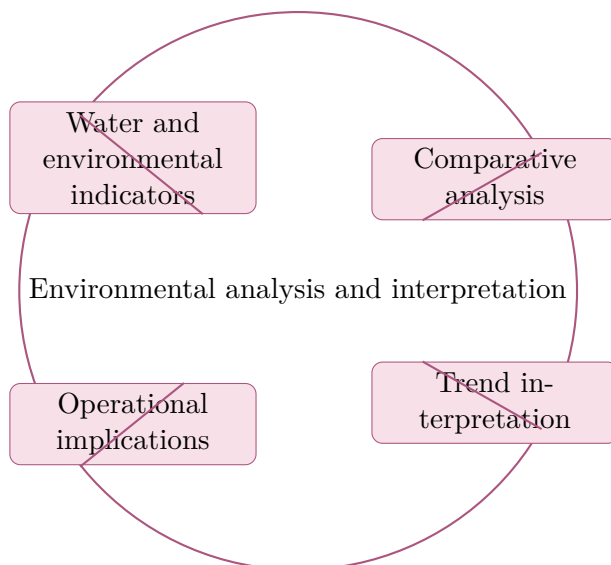 Water and
environmental
indicators
Comparative
analysis
Environmental analysis and interpretation
Operational
implications
Trend in-
terpretation